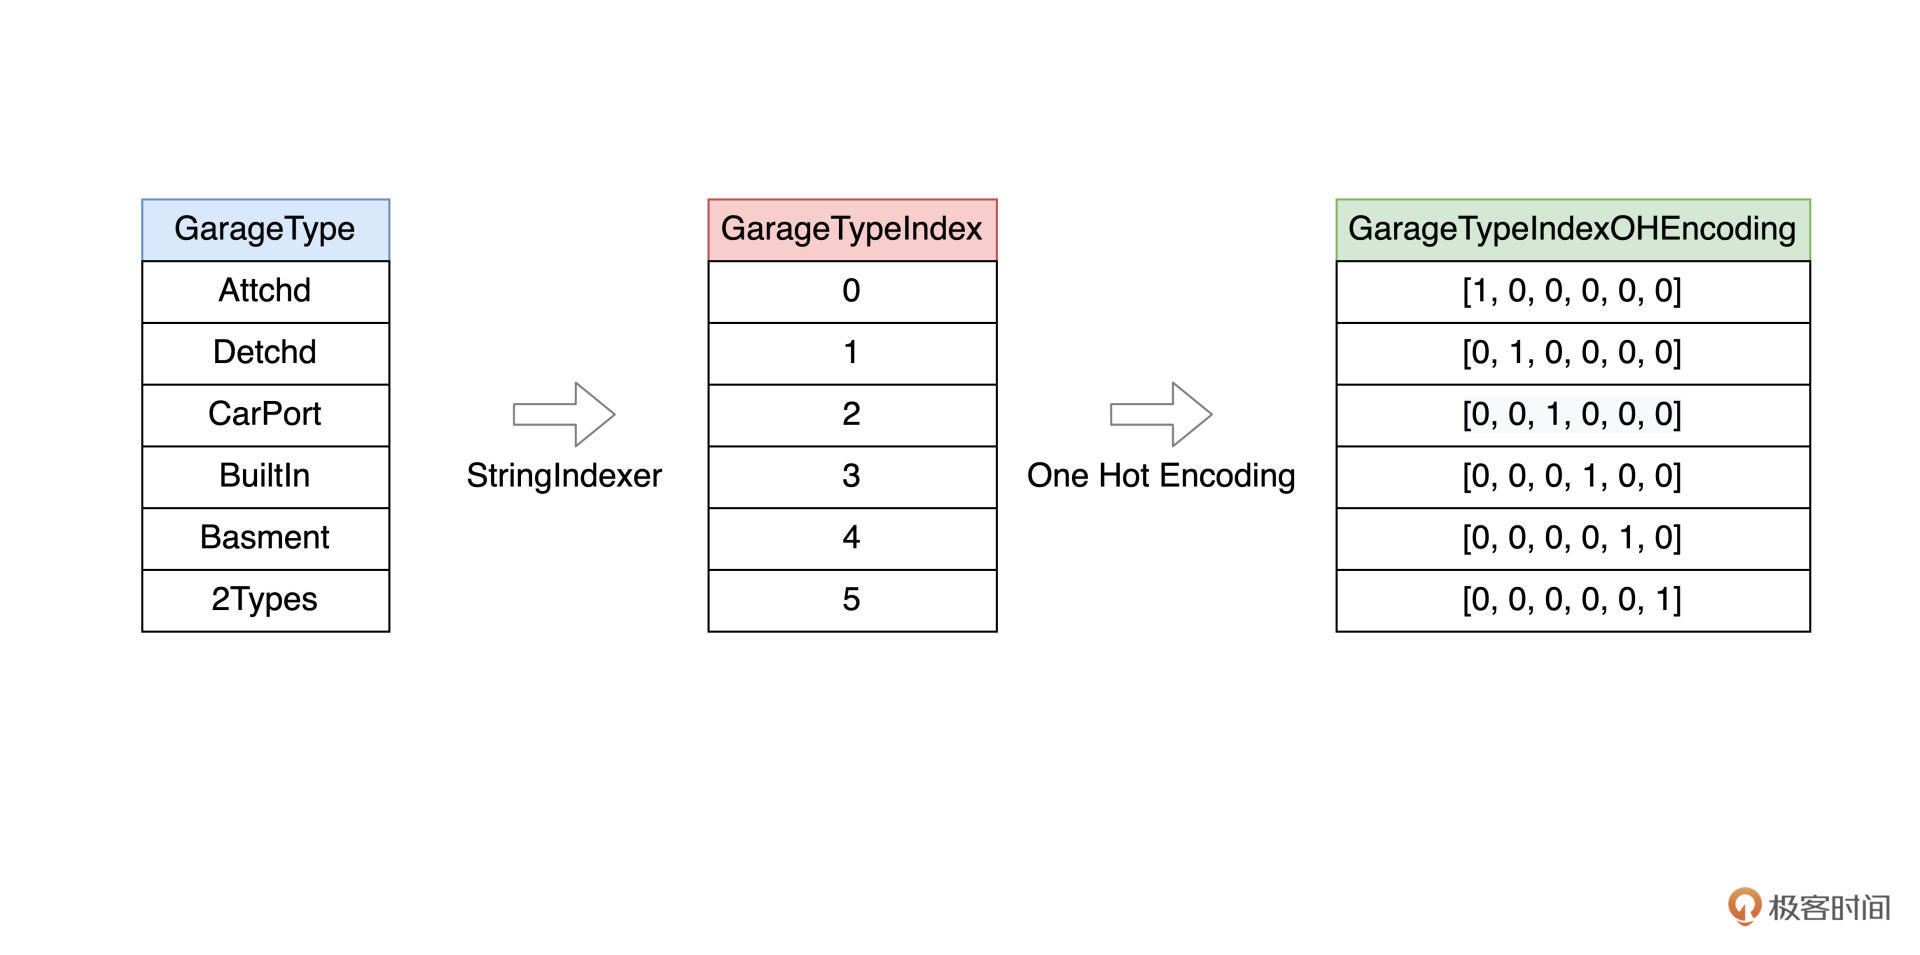 GarageType
Attchd
Detchd
CarPort
BuiltIn
Basment
2Types
StringIndexer
GarageTypeIndex
0
1
2
3
4
5
One Hot Encoding
GarageTypeIndexOHEncoding
[1, 0, 0, 0, 0, 0]
[0, 1, 0, 0, 0, 0]
[0, 0, 1, 0, 0, 0]
[0, 0, 0, 1, 0, 0]
[0, 0, 0, 0, 1, 0]
[0, 0, 0, 0, 0, 1]
极客时间